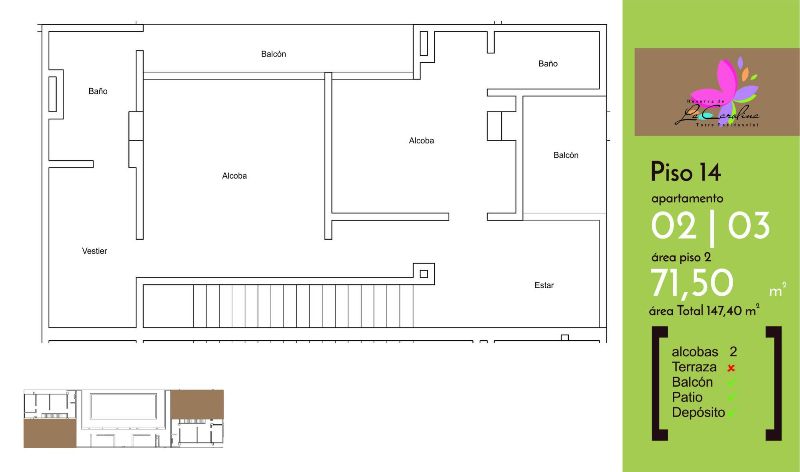 Balcón
Baño
Baño
Alcoba
Balcón
Alcoba
Vestier
Estar
Reserva de
La Carolina
Torre Residencial
Piso 14
apartamento
02 | 03
área piso 2
71,50 m²
área Total 147,40 m²
alcobas 2
Terraza ✘
Balcón ✓
Patio ✓
Depósito ✓